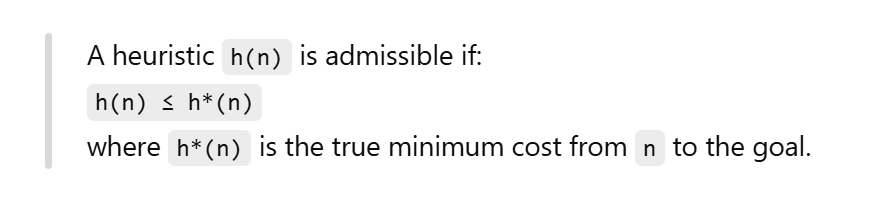 A heuristic h(n) is admissible if:
h(n) ≤ h*(n)
where h*(n) is the true minimum cost from n to the goal.